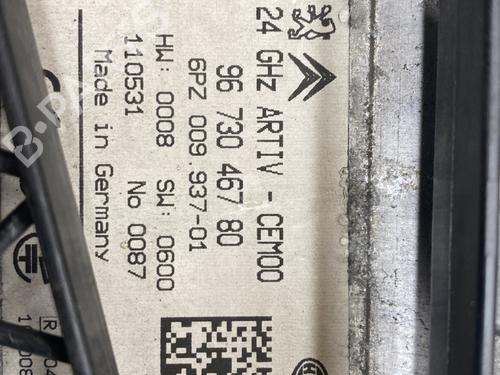 24 GHz ARTIV - CEM00
96 730 467 80
6PZ 009.937-01
HW: 0008 SW: 0600
110531 No 0087
Made in Germany